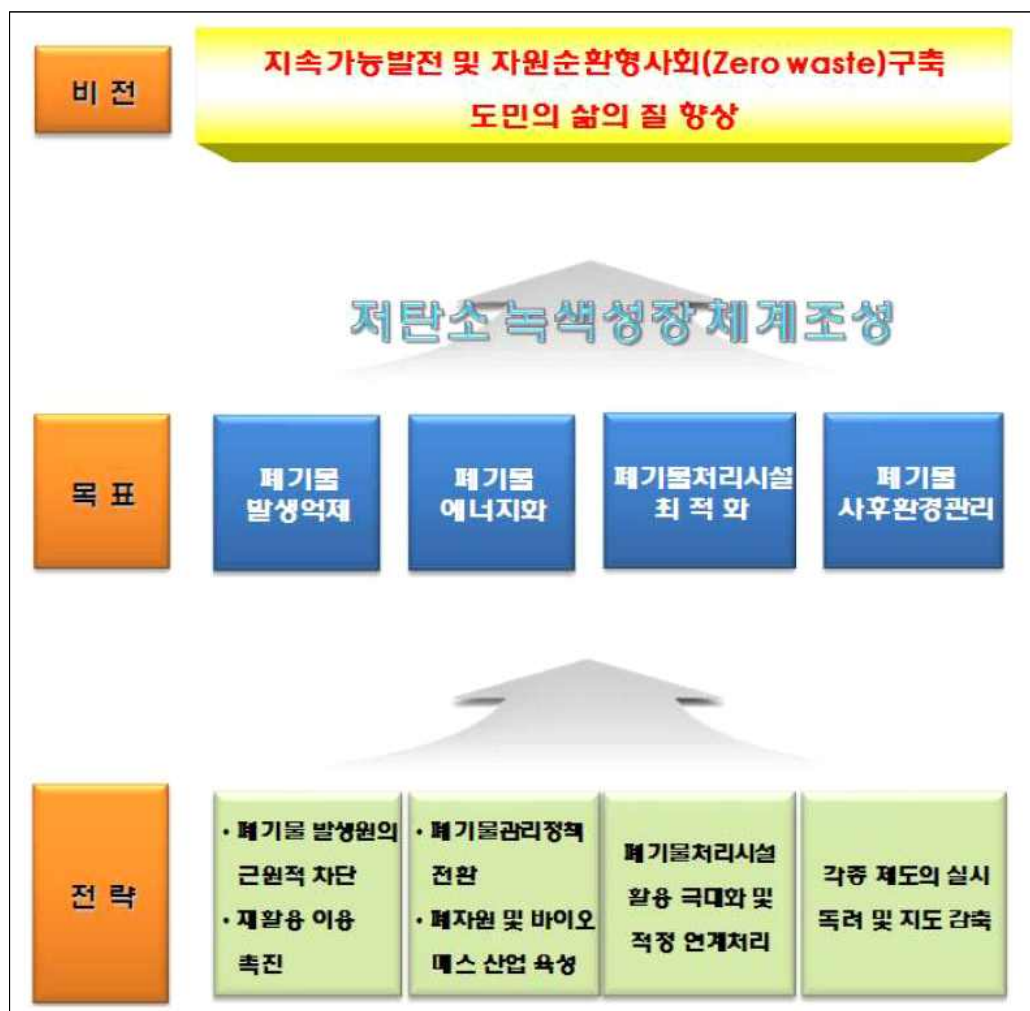 비 전
지속가능발전 및 자원순환형사회(Zero waste)구축
도민의 삶의 질 향상
저탄소 녹색성장 체계조성
목 표
폐기물
발생억제
폐기물
에너지화
폐기물처리시설
최 적 화
폐기물
사후환경관리
전 략
• 폐기물 발생원의
근원적 차단
• 재활용 이용
촉진
• 폐기물관리정책
전환
• 폐자원 및 바이오
매스 산업 육성
폐기물처리시설
활용 극대화 및
적정 연계처리
각종 제도의 실시
독려 및 지도 감축